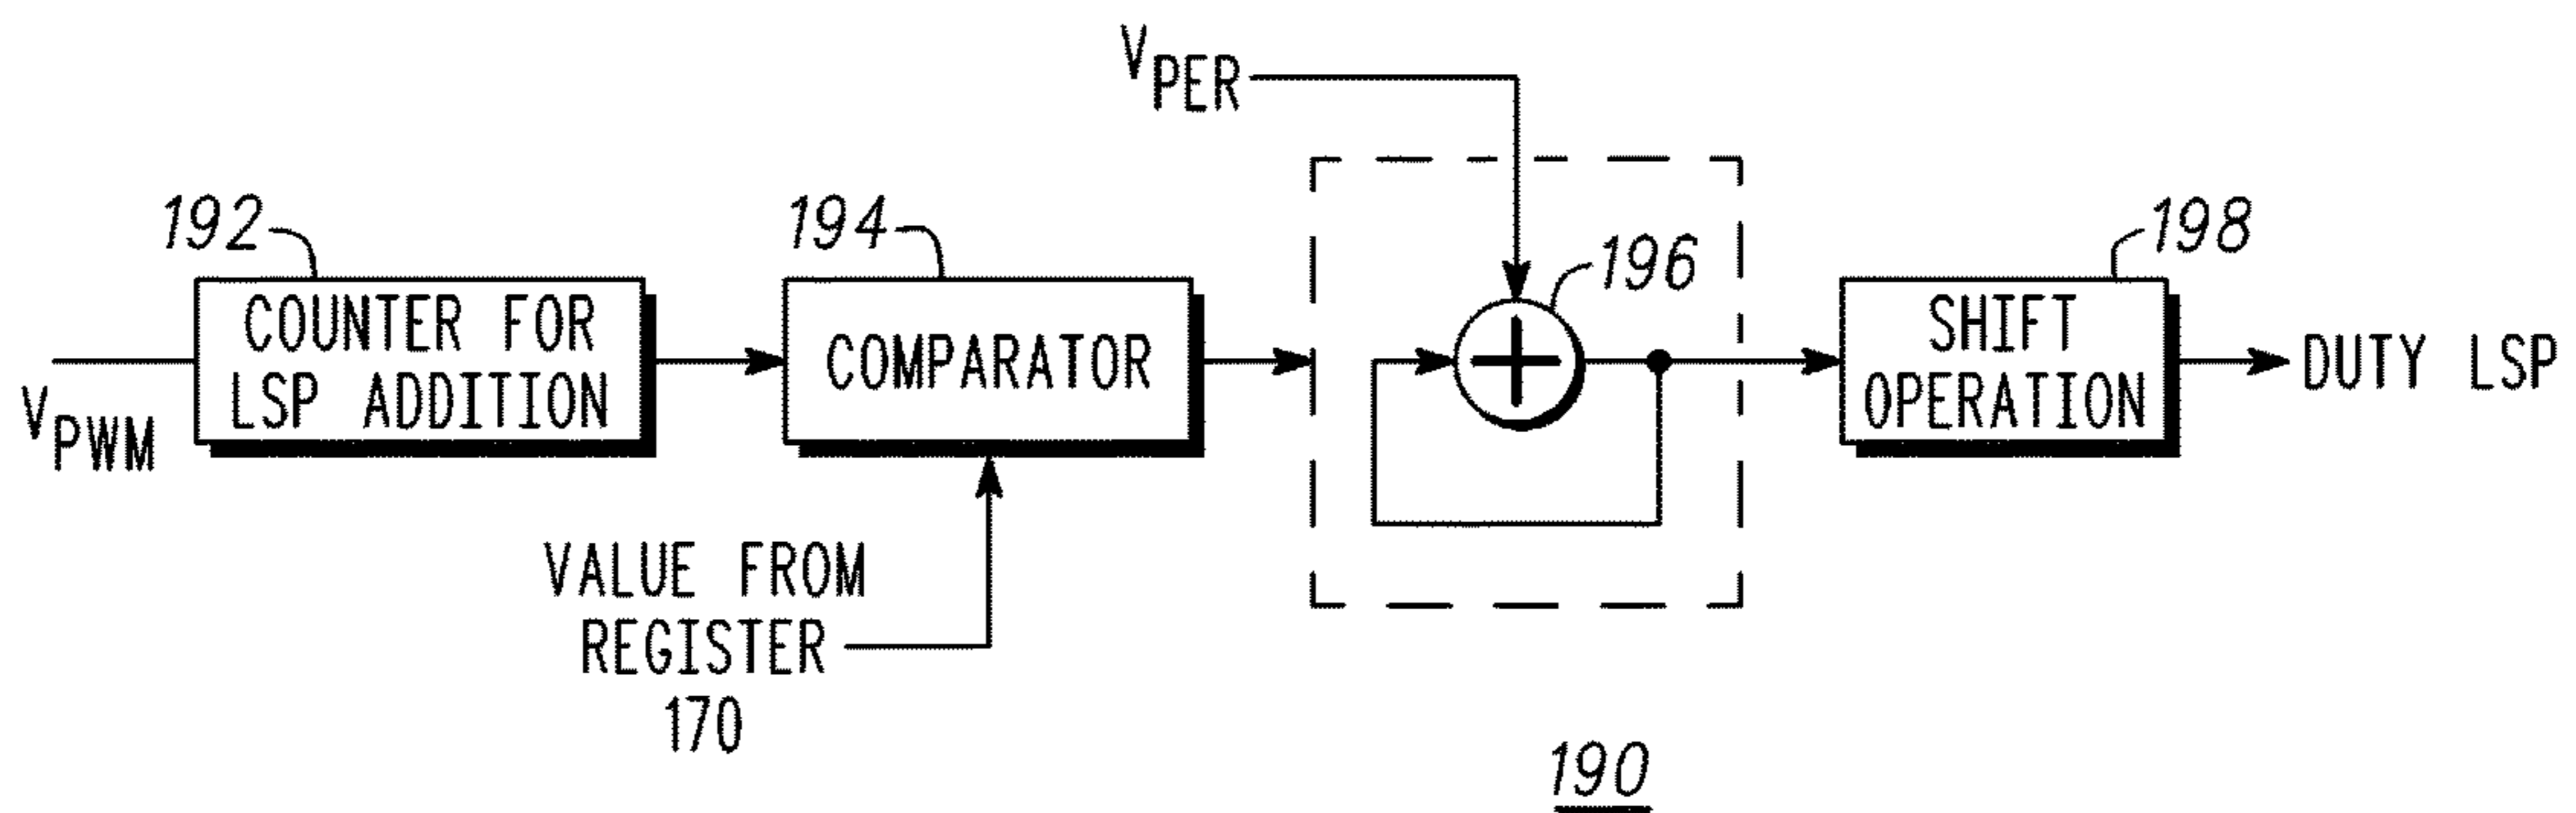 V_PER
192
194
196
198
COUNTER FOR
LSP ADDITION
COMPARATOR
SHIFT
OPERATION
DUTY LSP
V_PWM
VALUE FROM
REGISTER
170
190